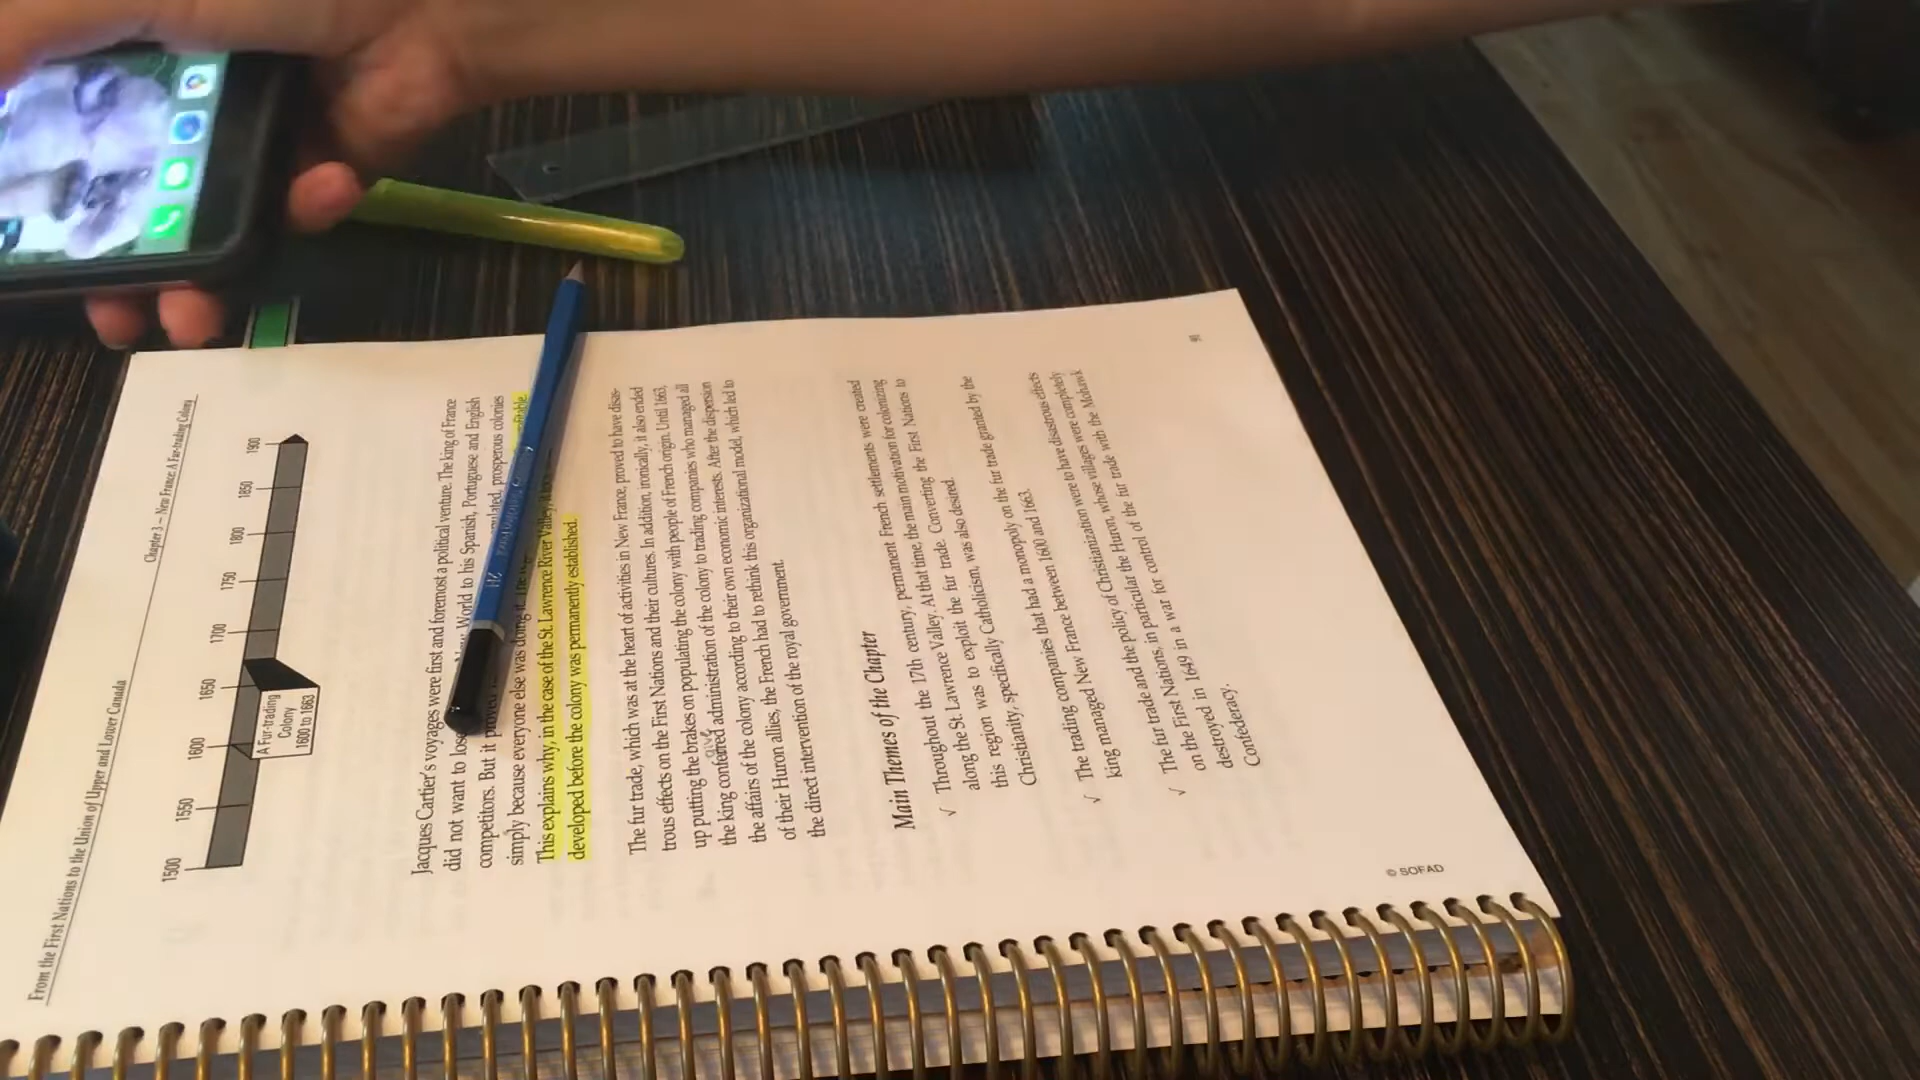 From the First Nations to the Union of Upper and Lower Canada
Chapter 3 – New France: A Fur-trading Colony
1500 1550 1600 1650 1700 1750 1800 1850 1900
A Fur-trading
Colony
1600 to 1663
Jacques Cartier's voyages were first and foremost a political venture. The king of France
did not want to lose World to his Spanish, Portuguese and English
competitors. But it proved prosperous colonies
simply because everyone else was doing it.
This explains why, in the case of the St. Lawrence River Valley,
developed before the colony was permanently established.
The fur trade, which was at the heart of activities in New France, proved to have disas-
trous effects on the First Nations and their cultures. In addition, ironically, it also ended
up putting the brakes on populating the colony with people of French origin. Until 1663,
the king conferred administration of the colony to trading companies who managed all
give
the affairs of the colony according to their own economic interests. After the dispersion
of their Huron allies, the French had to rethink this organizational model, which led to
the direct intervention of the royal government.
Main Themes of the Chapter
√ Throughout the 17th century, permanent French settlements were created
along the St. Lawrence Valley. At that time, the main motivation for colonizing
this region was to exploit the fur trade. Converting the First Nations to
Christianity, specifically Catholicism, was also desired.
√ The trading companies that had a monopoly on the fur trade granted by the
king managed New France between 1600 and 1663.
√ The fur trade and the policy of Christianization were to have disastrous effects
on the First Nations, in particular the Huron, whose villages were completely
destroyed in 1649 in a war for control of the fur trade with the Mohawk
Confederacy.
© SOFAD
2H